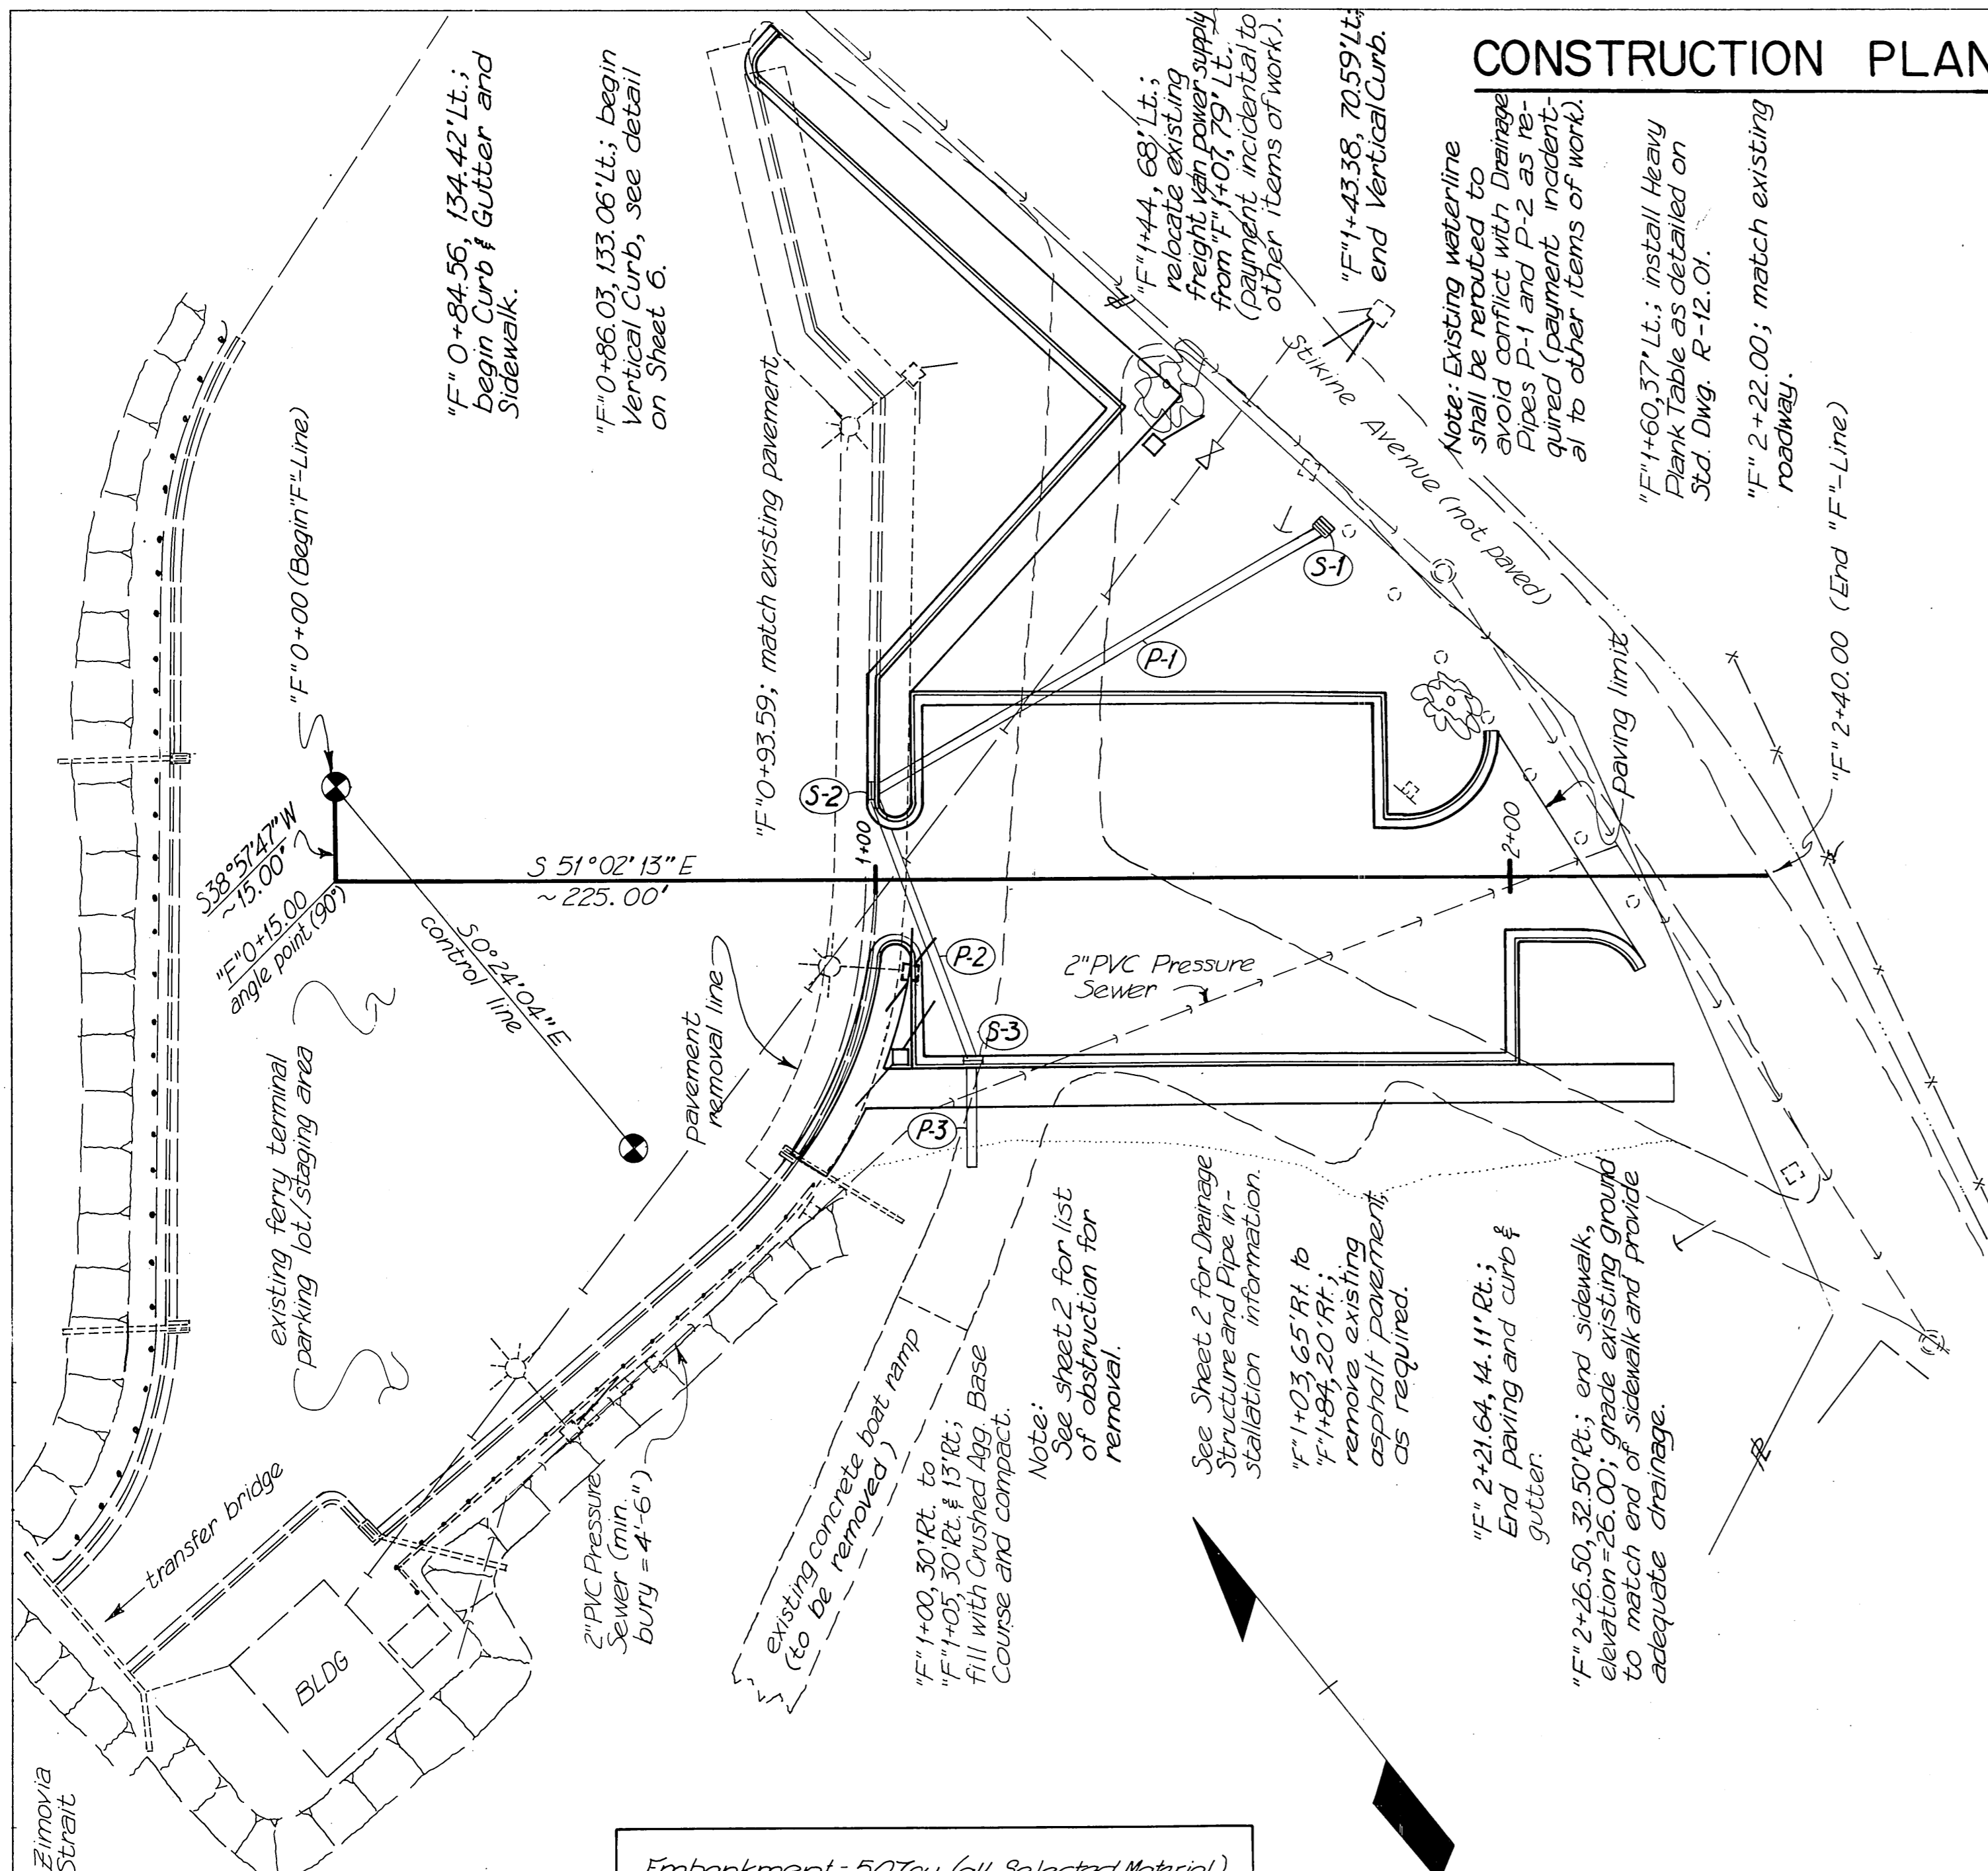 CONSTRUCTION PLAN
"F" 0+84.56, 134.42' Lt.;
begin Curb & Gutter and
Sidewalk.
"F" 0+86.03, 133.06' Lt.; begin
Vertical Curb, see detail
on Sheet 6.
"F" 1+44, 68' Lt.;
relocate existing
freight van power supply
from "F" 1+07, 79' Lt.
(payment incidental to
other items of work).
"F" 1+43.38, 70.59' Lt.;
end Vertical Curb.
Note: Existing waterline
shall be rerouted to
avoid conflict with Drainage
Pipes P-1 and P-2 as re-
quired (payment incident-
al to other items of work).
"F" 1+60, 37' Lt.; install Heavy
Plank Table as detailed on
Std. Dwg. R-12.01.
"F" 2+22.00; match existing
roadway.
"F" 0+00 (Begin "F"-Line)
"F" 0+93.59; match existing pavement
Stikine Avenue (not paved)
S-1
P-1
S-2
paving limit
"F" 2+40.00 (End "F"-Line)
1+00
2+00
S38°57'47" W
~15.00'
S 51°02'13" E
~225.00'
"F" 0+15.00
angle point (90°)
S0°24'04" E
control line
P-2
2" PVC Pressure
Sewer
S-3
P-3
pavement
removal line
existing ferry terminal
parking lot/staging area
transfer bridge
BLDG
2" PVC Pressure
Sewer (min.
bury = 4'-6")
existing concrete boat ramp
(to be removed)
"F" 1+00, 30' Rt. to
"F" 1+05, 30' Rt. & 13' Rt.;
fill with Crushed Agg. Base
Course and compact.
Note:
See sheet 2 for list
of obstruction for
removal.
See Sheet 2 for Drainage
Structure and Pipe in-
stallation information.
"F" 1+03, 65' Rt. to
"F" 1+84, 20' Rt.;
remove existing
asphalt pavement,
as required.
"F" 2+21.64, 14.11' Rt.;
End paving and curb &
gutter.
"F" 2+26.50, 32.50' Rt.; end sidewalk,
elevation = 26.00; grade existing ground
to match end of sidewalk and provide
adequate drainage.
Zimovia
Strait
Embankment = 507cy (all Selected Material)